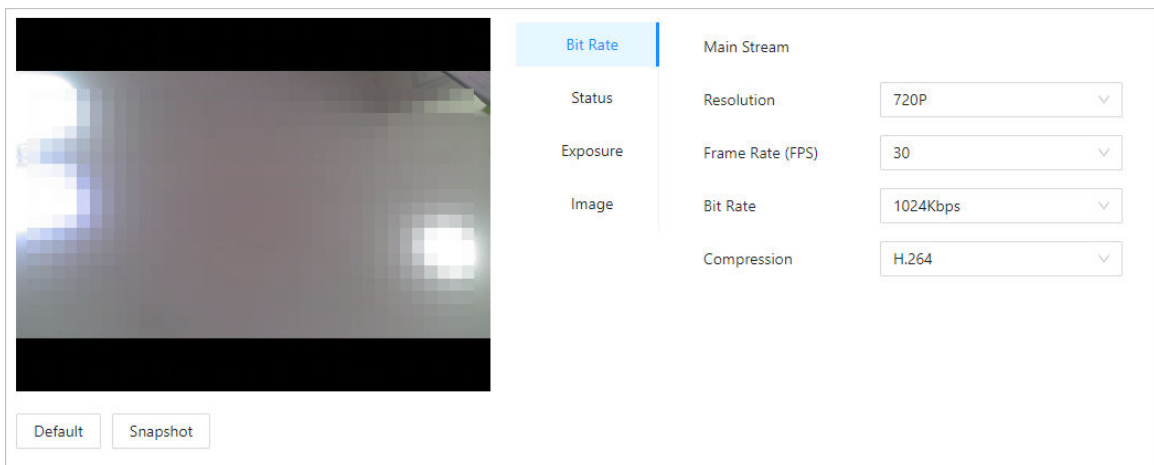 Bit Rate
Status
Exposure
Image
Main Stream
Resolution 720P
Frame Rate (FPS) 30
Bit Rate 1024Kbps
Compression H.264
Default Snapshot